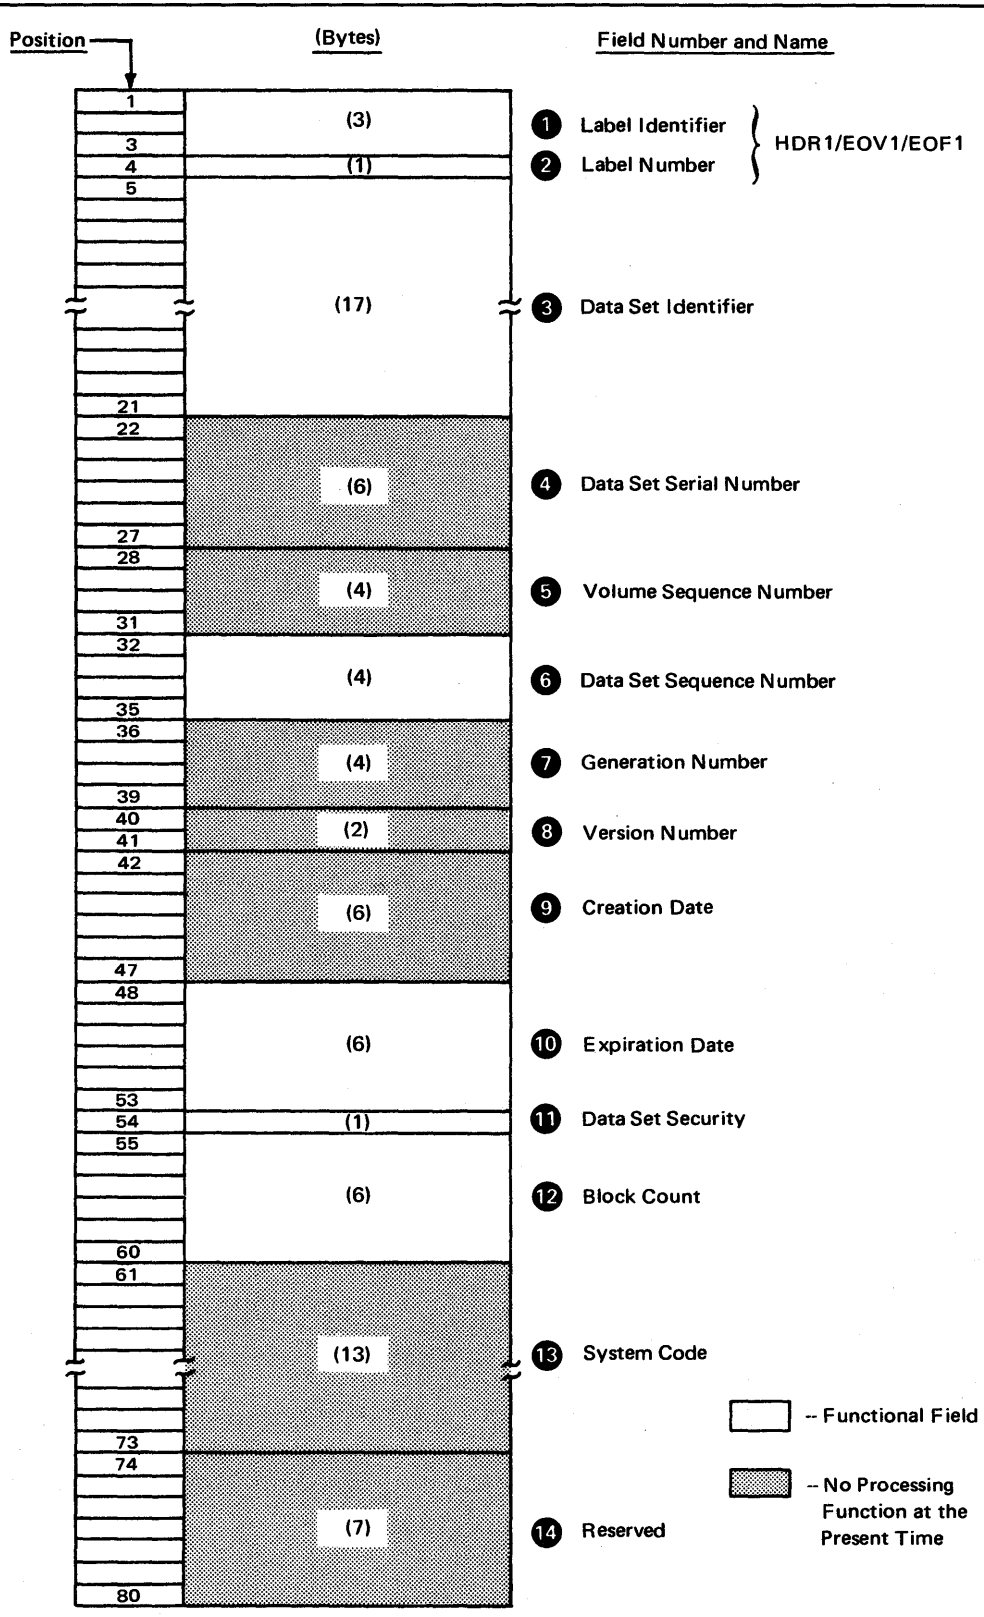 Position (Bytes) Field Number and Name
1
(3)
1 Label Identifier
HDR1/EOV1/EOF1
3
4 (1) 2 Label Number
5
(17) 3 Data Set Identifier
21
22
(6) 4 Data Set Serial Number
27
28
(4) 5 Volume Sequence Number
31
32
(4) 6 Data Set Sequence Number
35
36
(4) 7 Generation Number
39
40
(2) 8 Version Number
41
42
(6) 9 Creation Date
47
48
(6) 10 Expiration Date
53
54 (1) 11 Data Set Security
55
(6) 12 Block Count
60
61
(13) 13 System Code
73
74
(7) 14 Reserved
80
-- Functional Field
-- No Processing
Function at the
Present Time